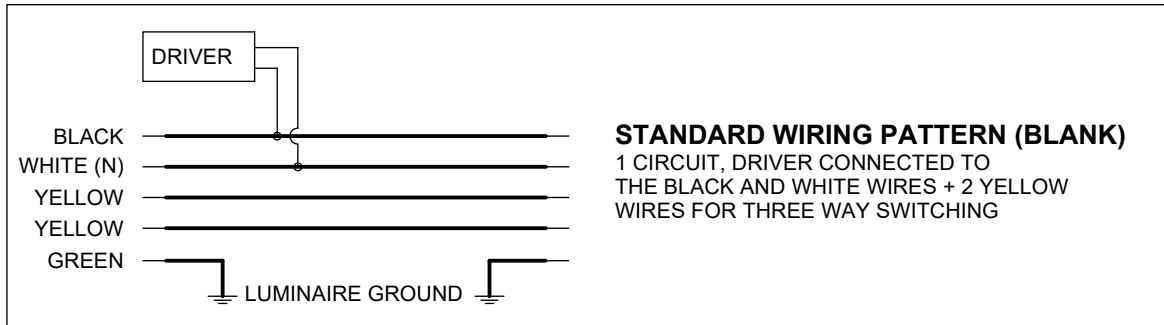 DRIVER
BLACK
WHITE (N)
YELLOW
YELLOW
GREEN
LUMINAIRE GROUND
STANDARD WIRING PATTERN (BLANK)
1 CIRCUIT, DRIVER CONNECTED TO
THE BLACK AND WHITE WIRES + 2 YELLOW
WIRES FOR THREE WAY SWITCHING